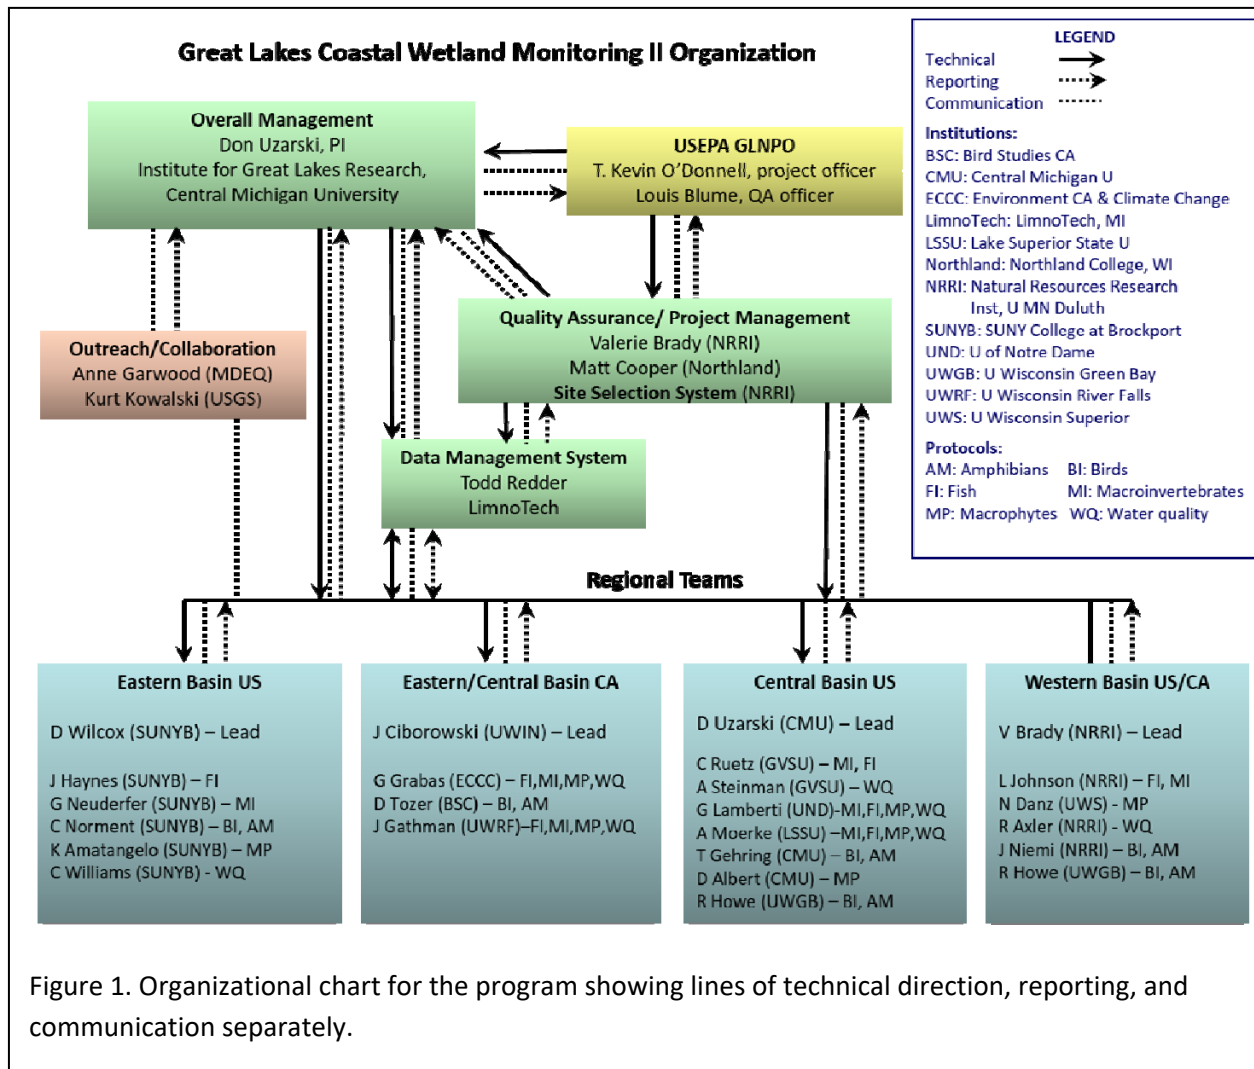 Great Lakes Coastal Wetland Monitoring II Organization
LEGEND
Technical
Reporting
Communication
Institutions:
BSC: Bird Studies CA
CMU: Central Michigan U
ECCC: Environment CA & Climate Change
LimnoTech: LimnoTech, MI
LSSU: Lake Superior State U
Northland: Northland College, WI
NRRI: Natural Resources Research
Inst, U MN Duluth
SUNYB: SUNY College at Brockport
UND: U of Notre Dame
UWGB: U Wisconsin Green Bay
UWRF: U Wisconsin River Falls
UWS: U Wisconsin Superior
Protocols:
AM: Amphibians BI: Birds
FI: Fish MI: Macroinvertebrates
MP: Macrophytes WQ: Water quality
Overall Management
Don Uzarski, PI
Institute for Great Lakes Research,
Central Michigan University
USEPA GLNPO
T. Kevin O'Donnell, project officer
Louis Blume, QA officer
Outreach/Collaboration
Anne Garwood (MDEQ)
Kurt Kowalski (USGS)
Quality Assurance/ Project Management
Valerie Brady (NRRI)
Matt Cooper (Northland)
Site Selection System (NRRI)
Data Management System
Todd Redder
LimnoTech
Regional Teams
Eastern Basin US
D Wilcox (SUNYB) – Lead
J Haynes (SUNYB) – FI
G Neuderfer (SUNYB) – MI
C Norment (SUNYB) – BI, AM
K Amatangelo (SUNYB) – MP
C Williams (SUNYB) - WQ
Eastern/Central Basin CA
J Ciborowski (UWIN) – Lead
G Grabas (ECCC) – FI,MI,MP,WQ
D Tozer (BSC) – BI, AM
J Gathman (UWRF)–FI,MI,MP,WQ
Central Basin US
D Uzarski (CMU) – Lead
C Ruetz (GVSU) – MI, FI
A Steinman (GVSU) – WQ
G Lamberti (UND)-MI,FI,MP,WQ
A Moerke (LSSU) –MI,FI,MP,WQ
T Gehring (CMU) – BI, AM
D Albert (CMU) – MP
R Howe (UWGB) – BI, AM
Western Basin US/CA
V Brady (NRRI) – Lead
L Johnson (NRRI) – FI, MI
N Danz (UWS) - MP
R Axler (NRRI) - WQ
J Niemi (NRRI) – BI, AM
R Howe (UWGB) – BI, AM
Figure 1. Organizational chart for the program showing lines of technical direction, reporting, and
communication separately.